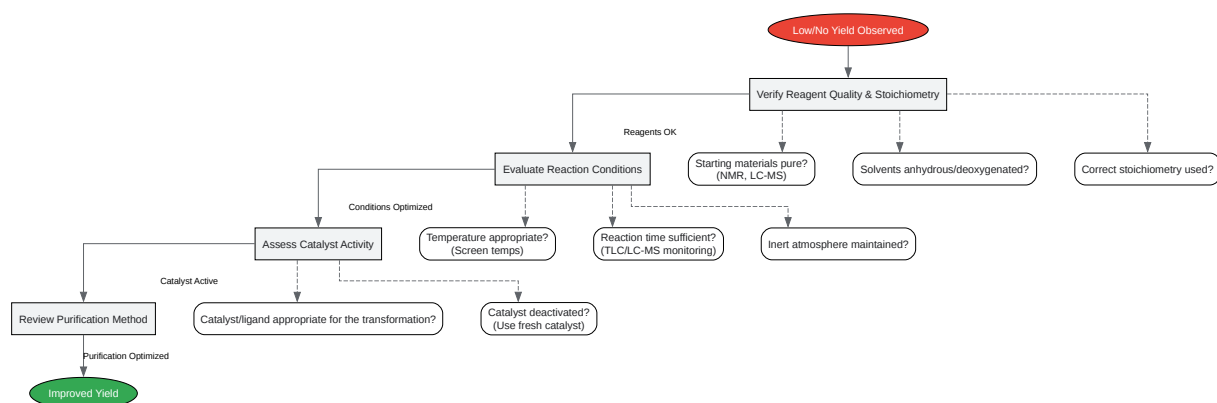 Low/No Yield Observed
Verify Reagent Quality & Stoichiometry
Reagents OK
Evaluate Reaction Conditions
Starting materials pure?
(NMR, LC-MS)
Solvents anhydrous/deoxygenated?
Correct stoichiometry used?
Conditions Optimized
Assess Catalyst Activity
Temperature appropriate?
(Screen temps)
Reaction time sufficient?
(TLC/LC-MS monitoring)
Inert atmosphere maintained?
Catalyst Active
Review Purification Method
Catalyst/ligand appropriate for the transformation?
Catalyst deactivated?
(Use fresh catalyst)
Purification Optimized
Improved Yield